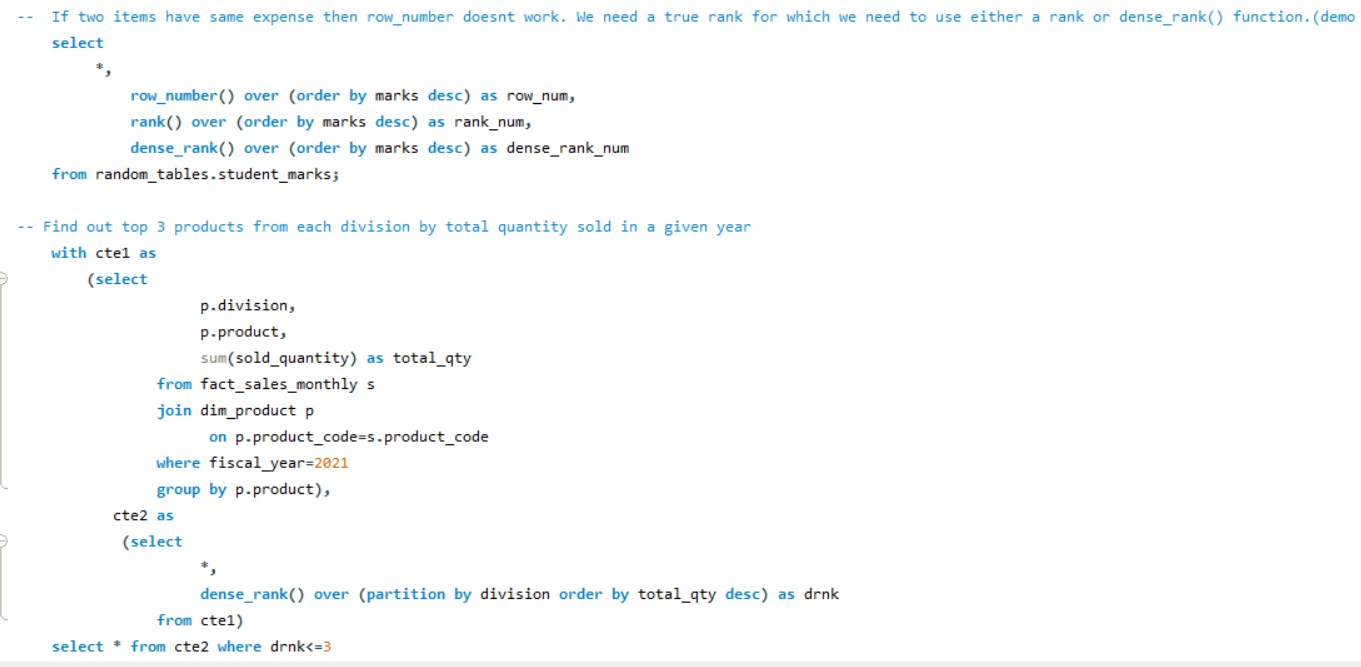 -- If two items have same expense then row_number doesnt work. We need a true rank for which we need to use either a rank or dense_rank() function.(demo
select
*,
row_number() over (order by marks desc) as row_num,
rank() over (order by marks desc) as rank_num,
dense_rank() over (order by marks desc) as dense_rank_num
from random_tables.student_marks;
-- Find out top 3 products from each division by total quantity sold in a given year
with cte1 as
(select
p.division,
p.product,
sum(sold_quantity) as total_qty
from fact_sales_monthly s
join dim_product p
on p.product_code=s.product_code
where fiscal_year=2021
group by p.product),
cte2 as
(select
*,
dense_rank() over (partition by division order by total_qty desc) as drnk
from cte1)
select * from cte2 where drnk<=3